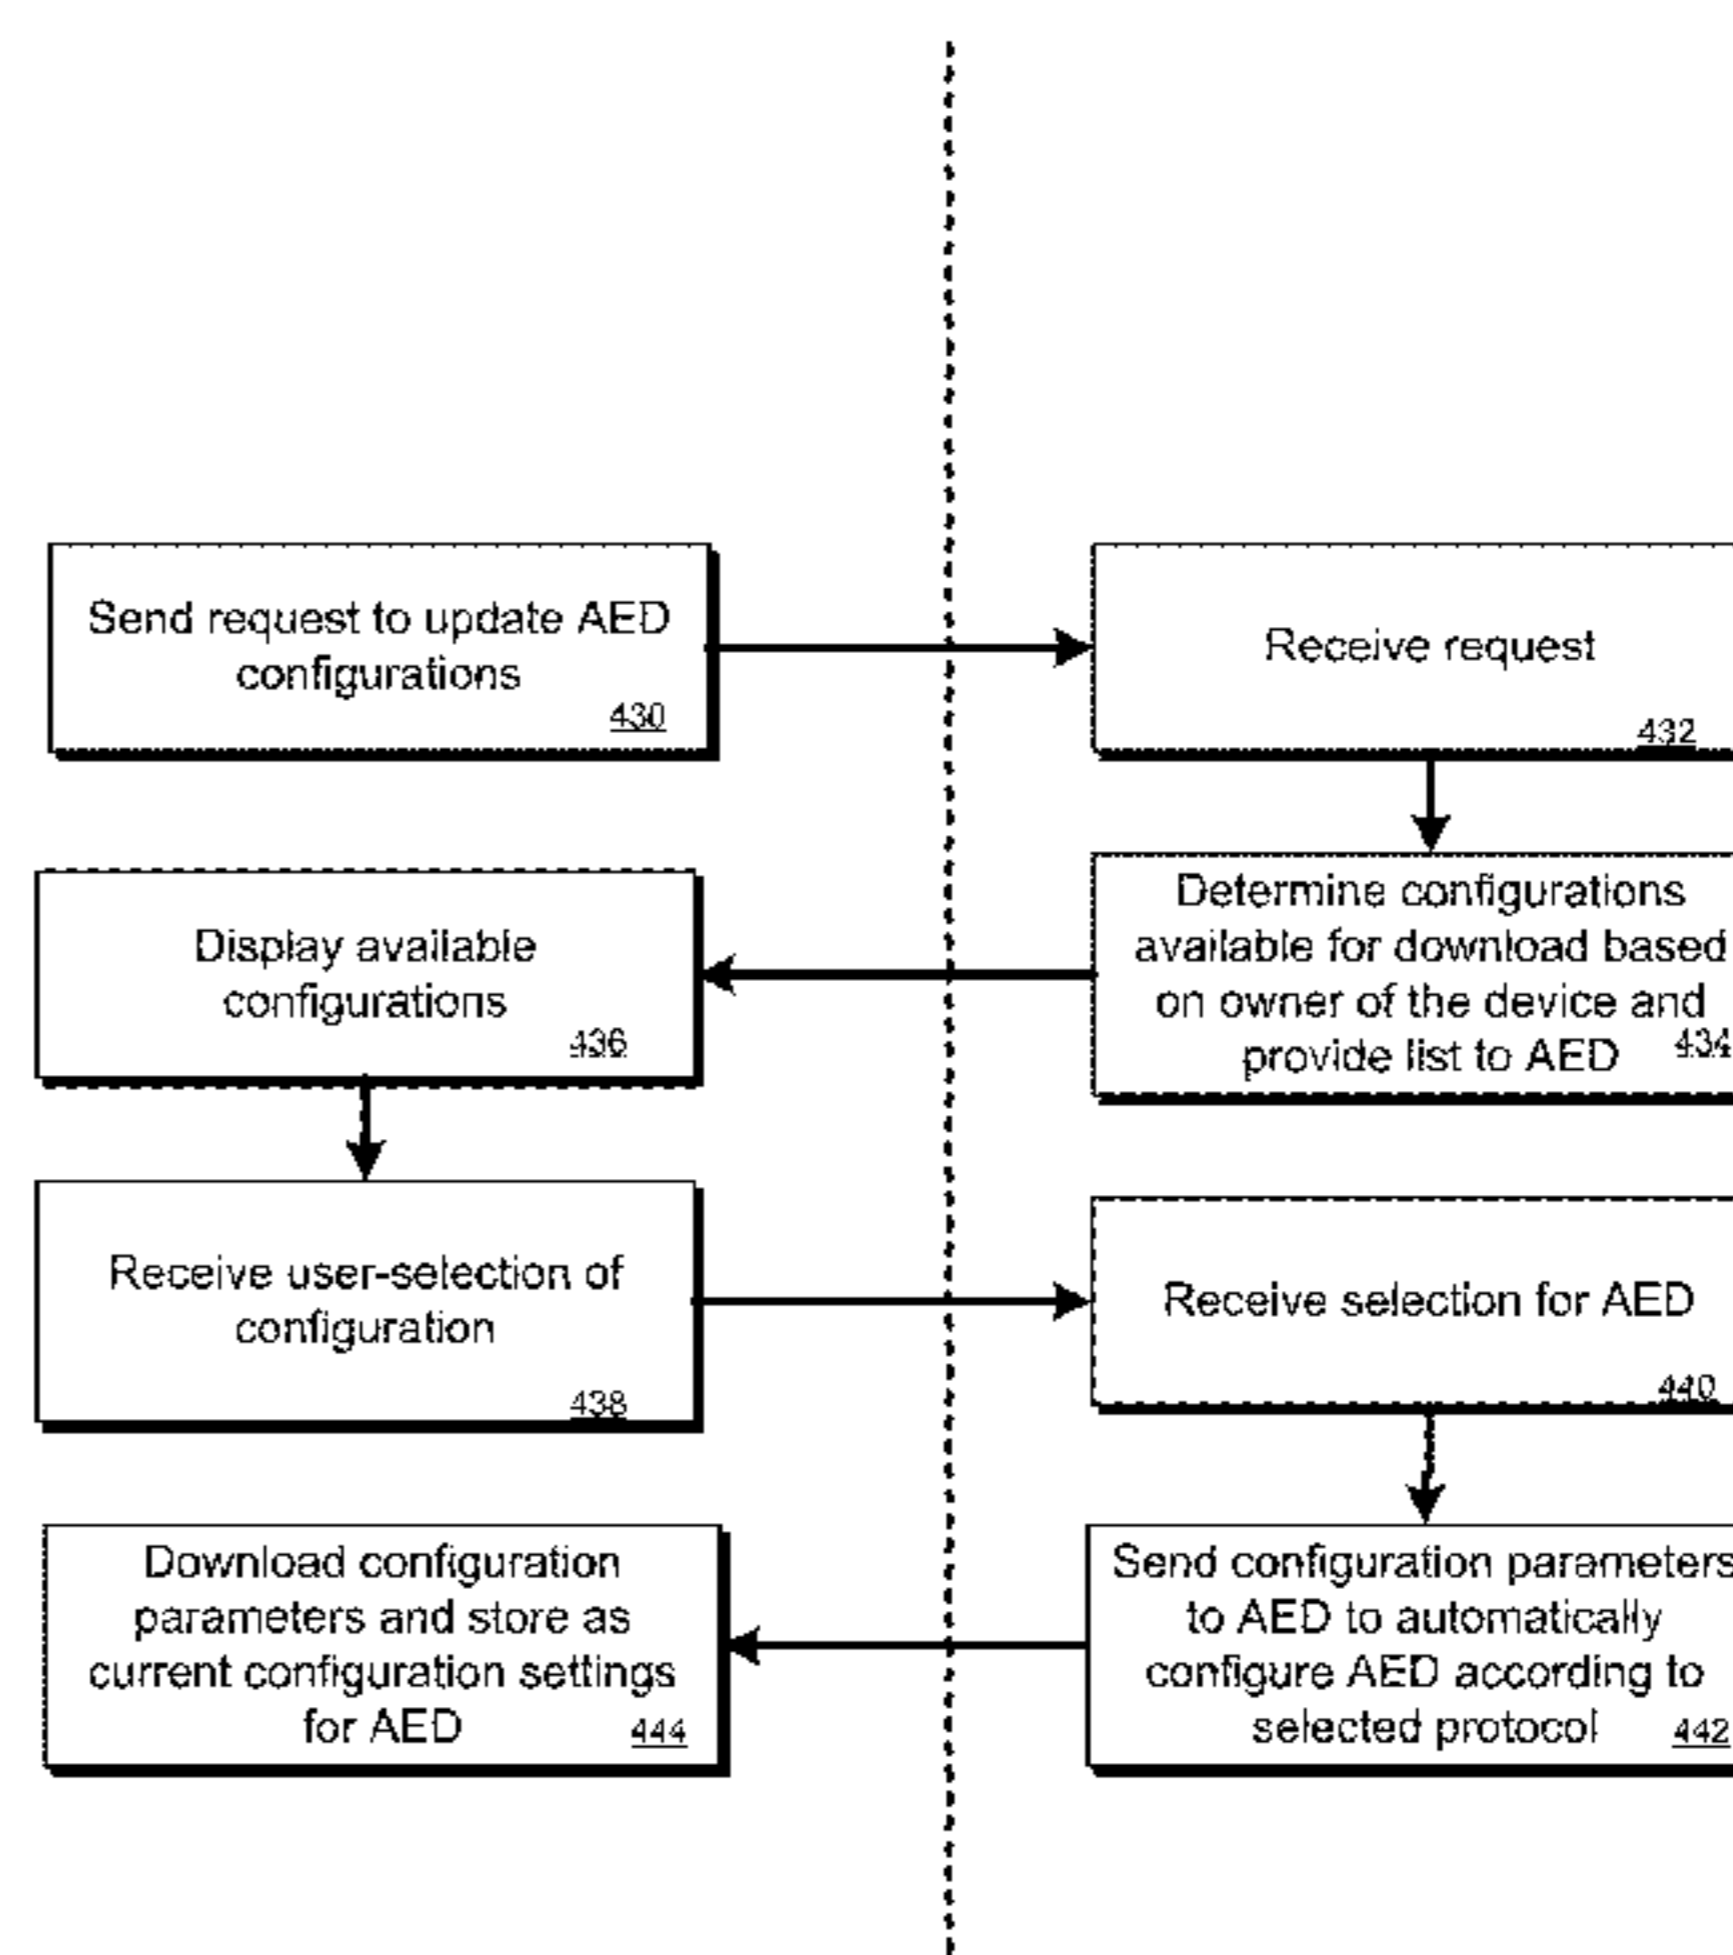 Send request to update AED
configurations
430
Receive request
432
Determine configurations
available for download based
on owner of the device and
provide list to AED 434
Display available
configurations
436
Receive user-selection of
configuration
438
Receive selection for AED
440
Send configuration parameters
to AED to automatically
configure AED according to
selected protocol 442
Download configuration
parameters and store as
current configuration settings
for AED 444